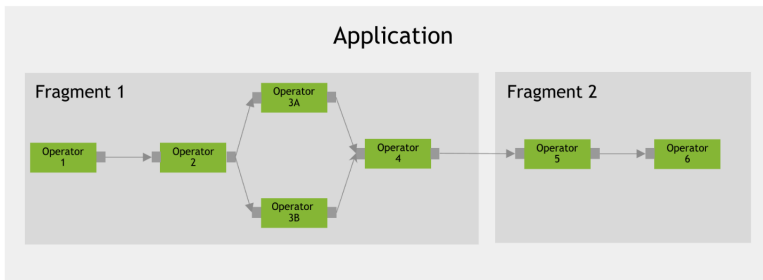 Application
Fragment 1
Operator
1
Operator
2
Operator
3A
Operator
3B
Operator
4
Fragment 2
Operator
5
Operator
6